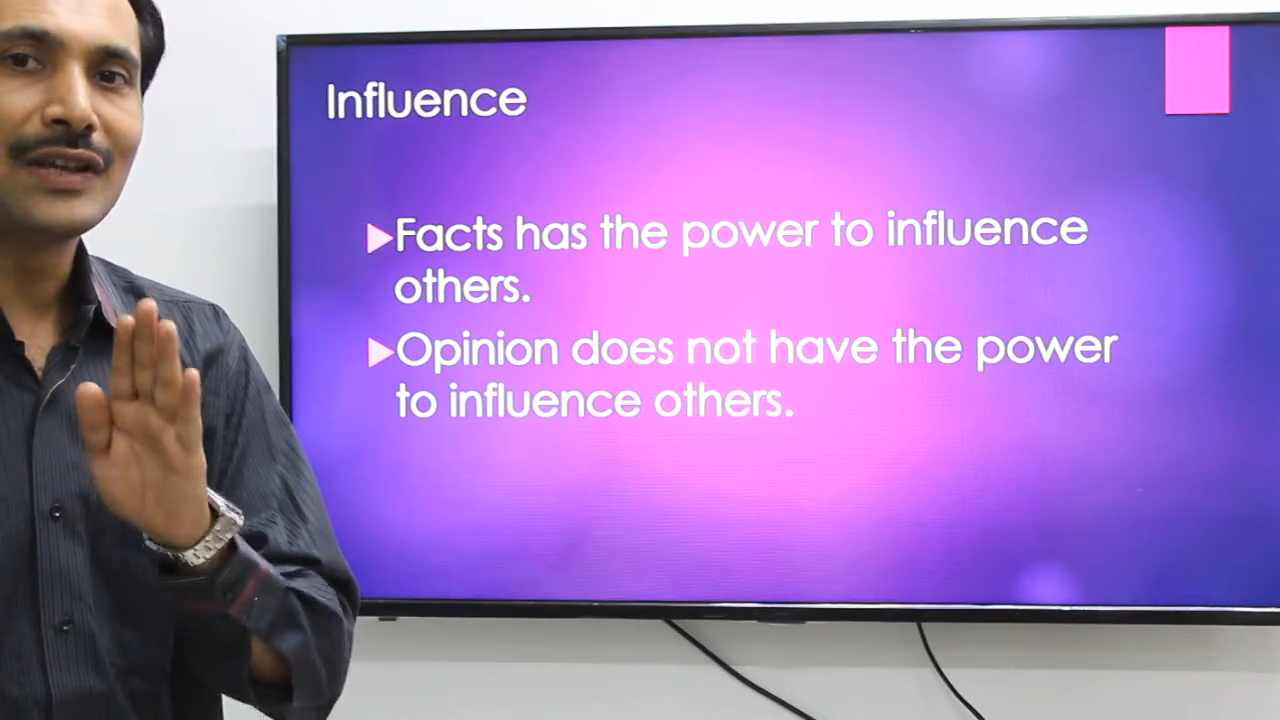 Influence
Facts has the power to influence
others.
Opinion does not have the power
to influence others.